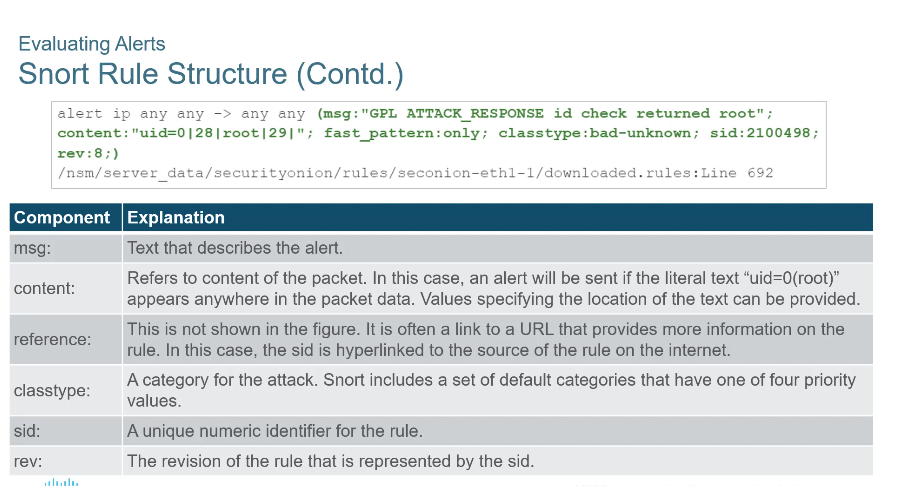 Evaluating Alerts
Snort Rule Structure (Contd.)
alert ip any any -> any any (msg:"GPL ATTACK_RESPONSE id check returned root";
content:"uid=0|28|root|29|"; fast_pattern:only; classtype:bad-unknown; sid:2100498;
rev:8;)
/nsm/server_data/securityonion/rules/seconion-eth1-1/downloaded.rules:Line 692
Component Explanation
msg: Text that describes the alert.
content: Refers to content of the packet. In this case, an alert will be sent if the literal text “uid=0(root)”
appears anywhere in the packet data. Values specifying the location of the text can be provided.
reference: This is not shown in the figure. It is often a link to a URL that provides more information on the
rule. In this case, the sid is hyperlinked to the source of the rule on the internet.
classtype: A category for the attack. Snort includes a set of default categories that have one of four priority
values.
sid: A unique numeric identifier for the rule.
rev: The revision of the rule that is represented by the sid.